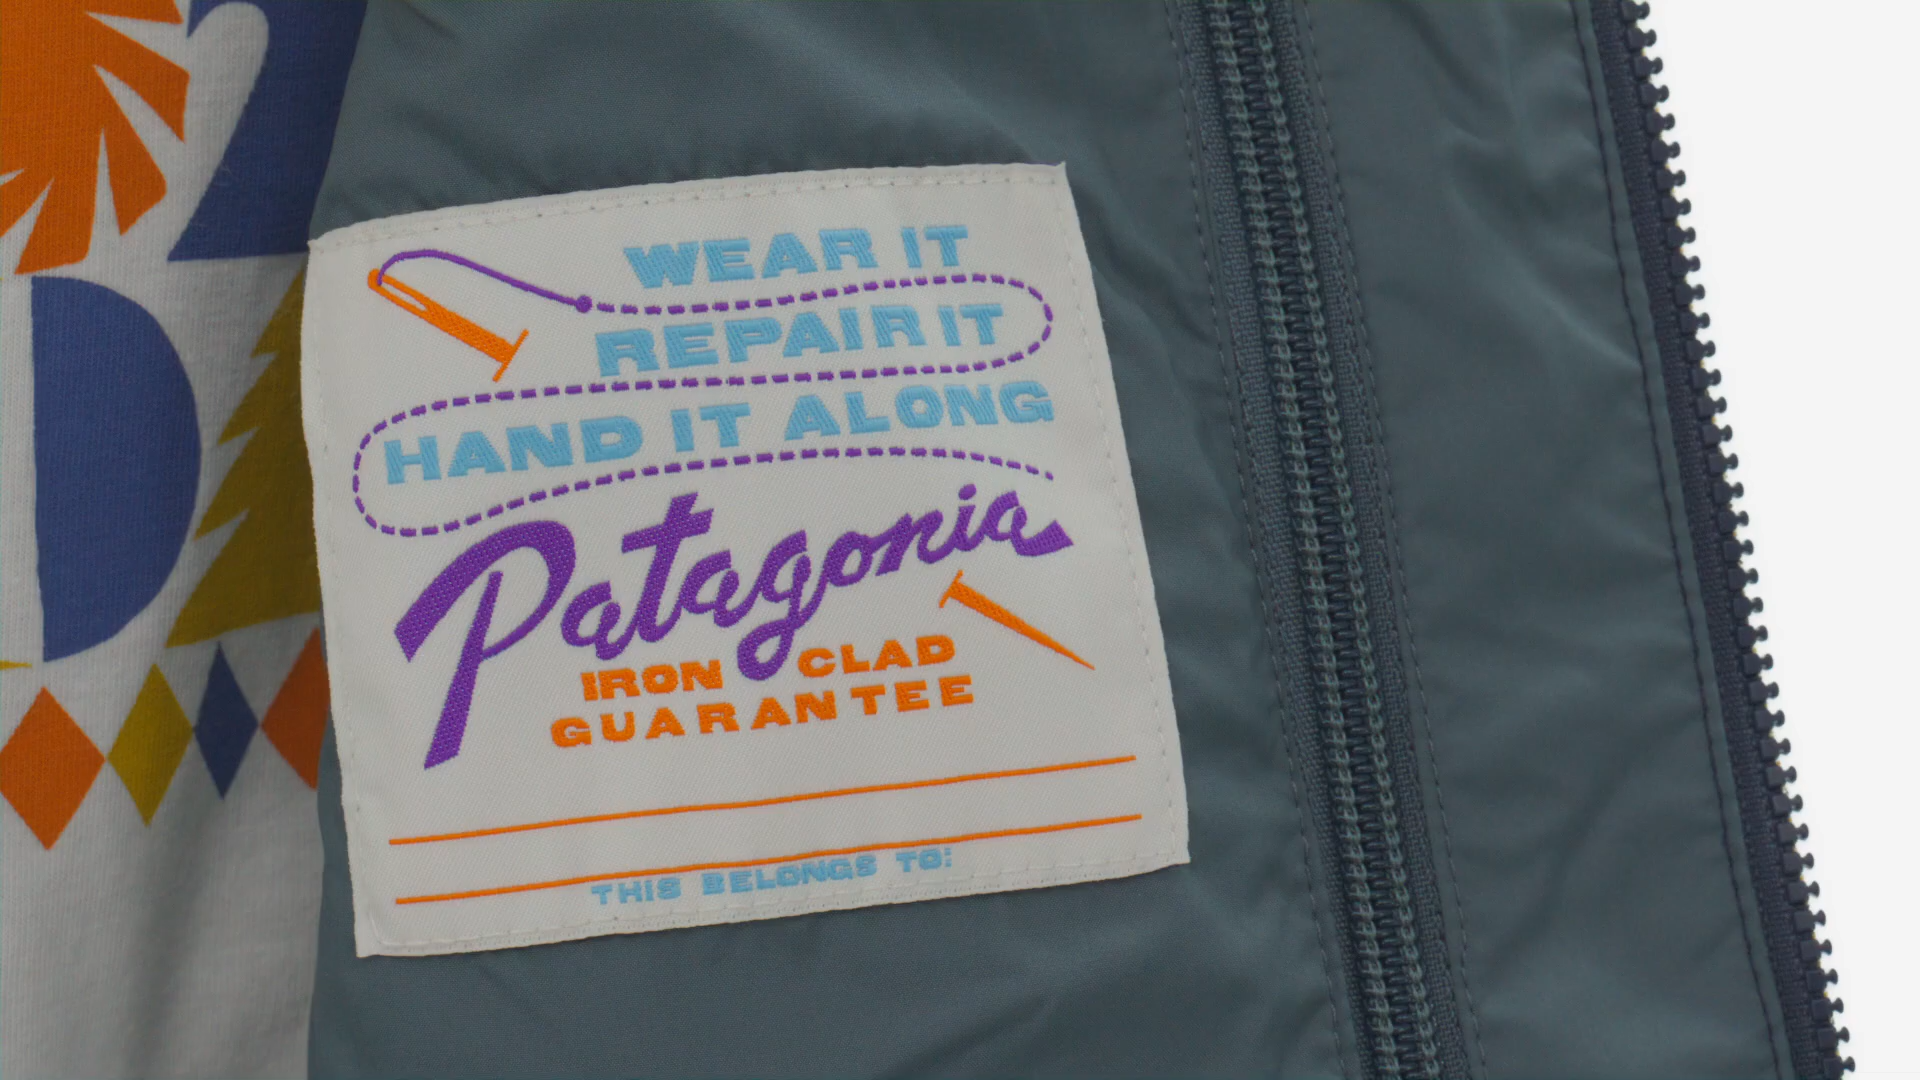 WEAR IT
REPAIR IT
HAND IT ALONG
Patagonia
IRON CLAD
GUARANTEE
THIS BELONGS TO: